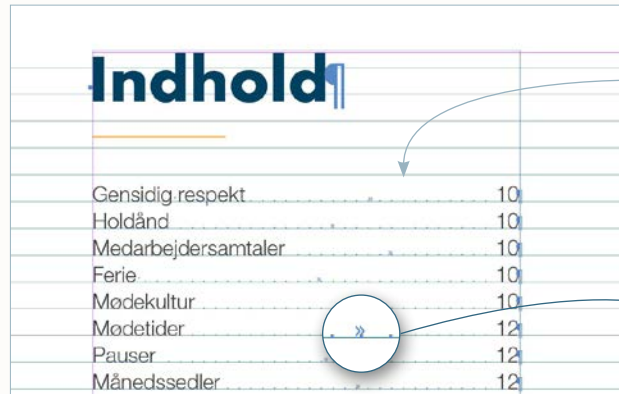 Indhold¶
Gensidig respekt . . . . . . . . . . . . . . . . . . . . . . . . 10
Holdånd . . . . . . . . . . . . . . . . . . . . . . . . . . . . . . . 10
Medarbejdersamtaler . . . . . . . . . . . . . . . . . . . . 10
Ferie . . . . . . . . . . . . . . . . . . . . . . . . . . . . . . . . . . 10
Mødekultur . . . . . . . . . . . . . . . . . . . . . . . . . . . . 10
Mødetider . . . . . . . . . . . . » . . . . . . . . . . . . . . . 12
Pauser . . . . . . . . . . . . . . . . . . . . . . . . . . . . . . . . 12
Månedssedler . . . . . . . . . . . . . . . . . . . . . . . . . . 12